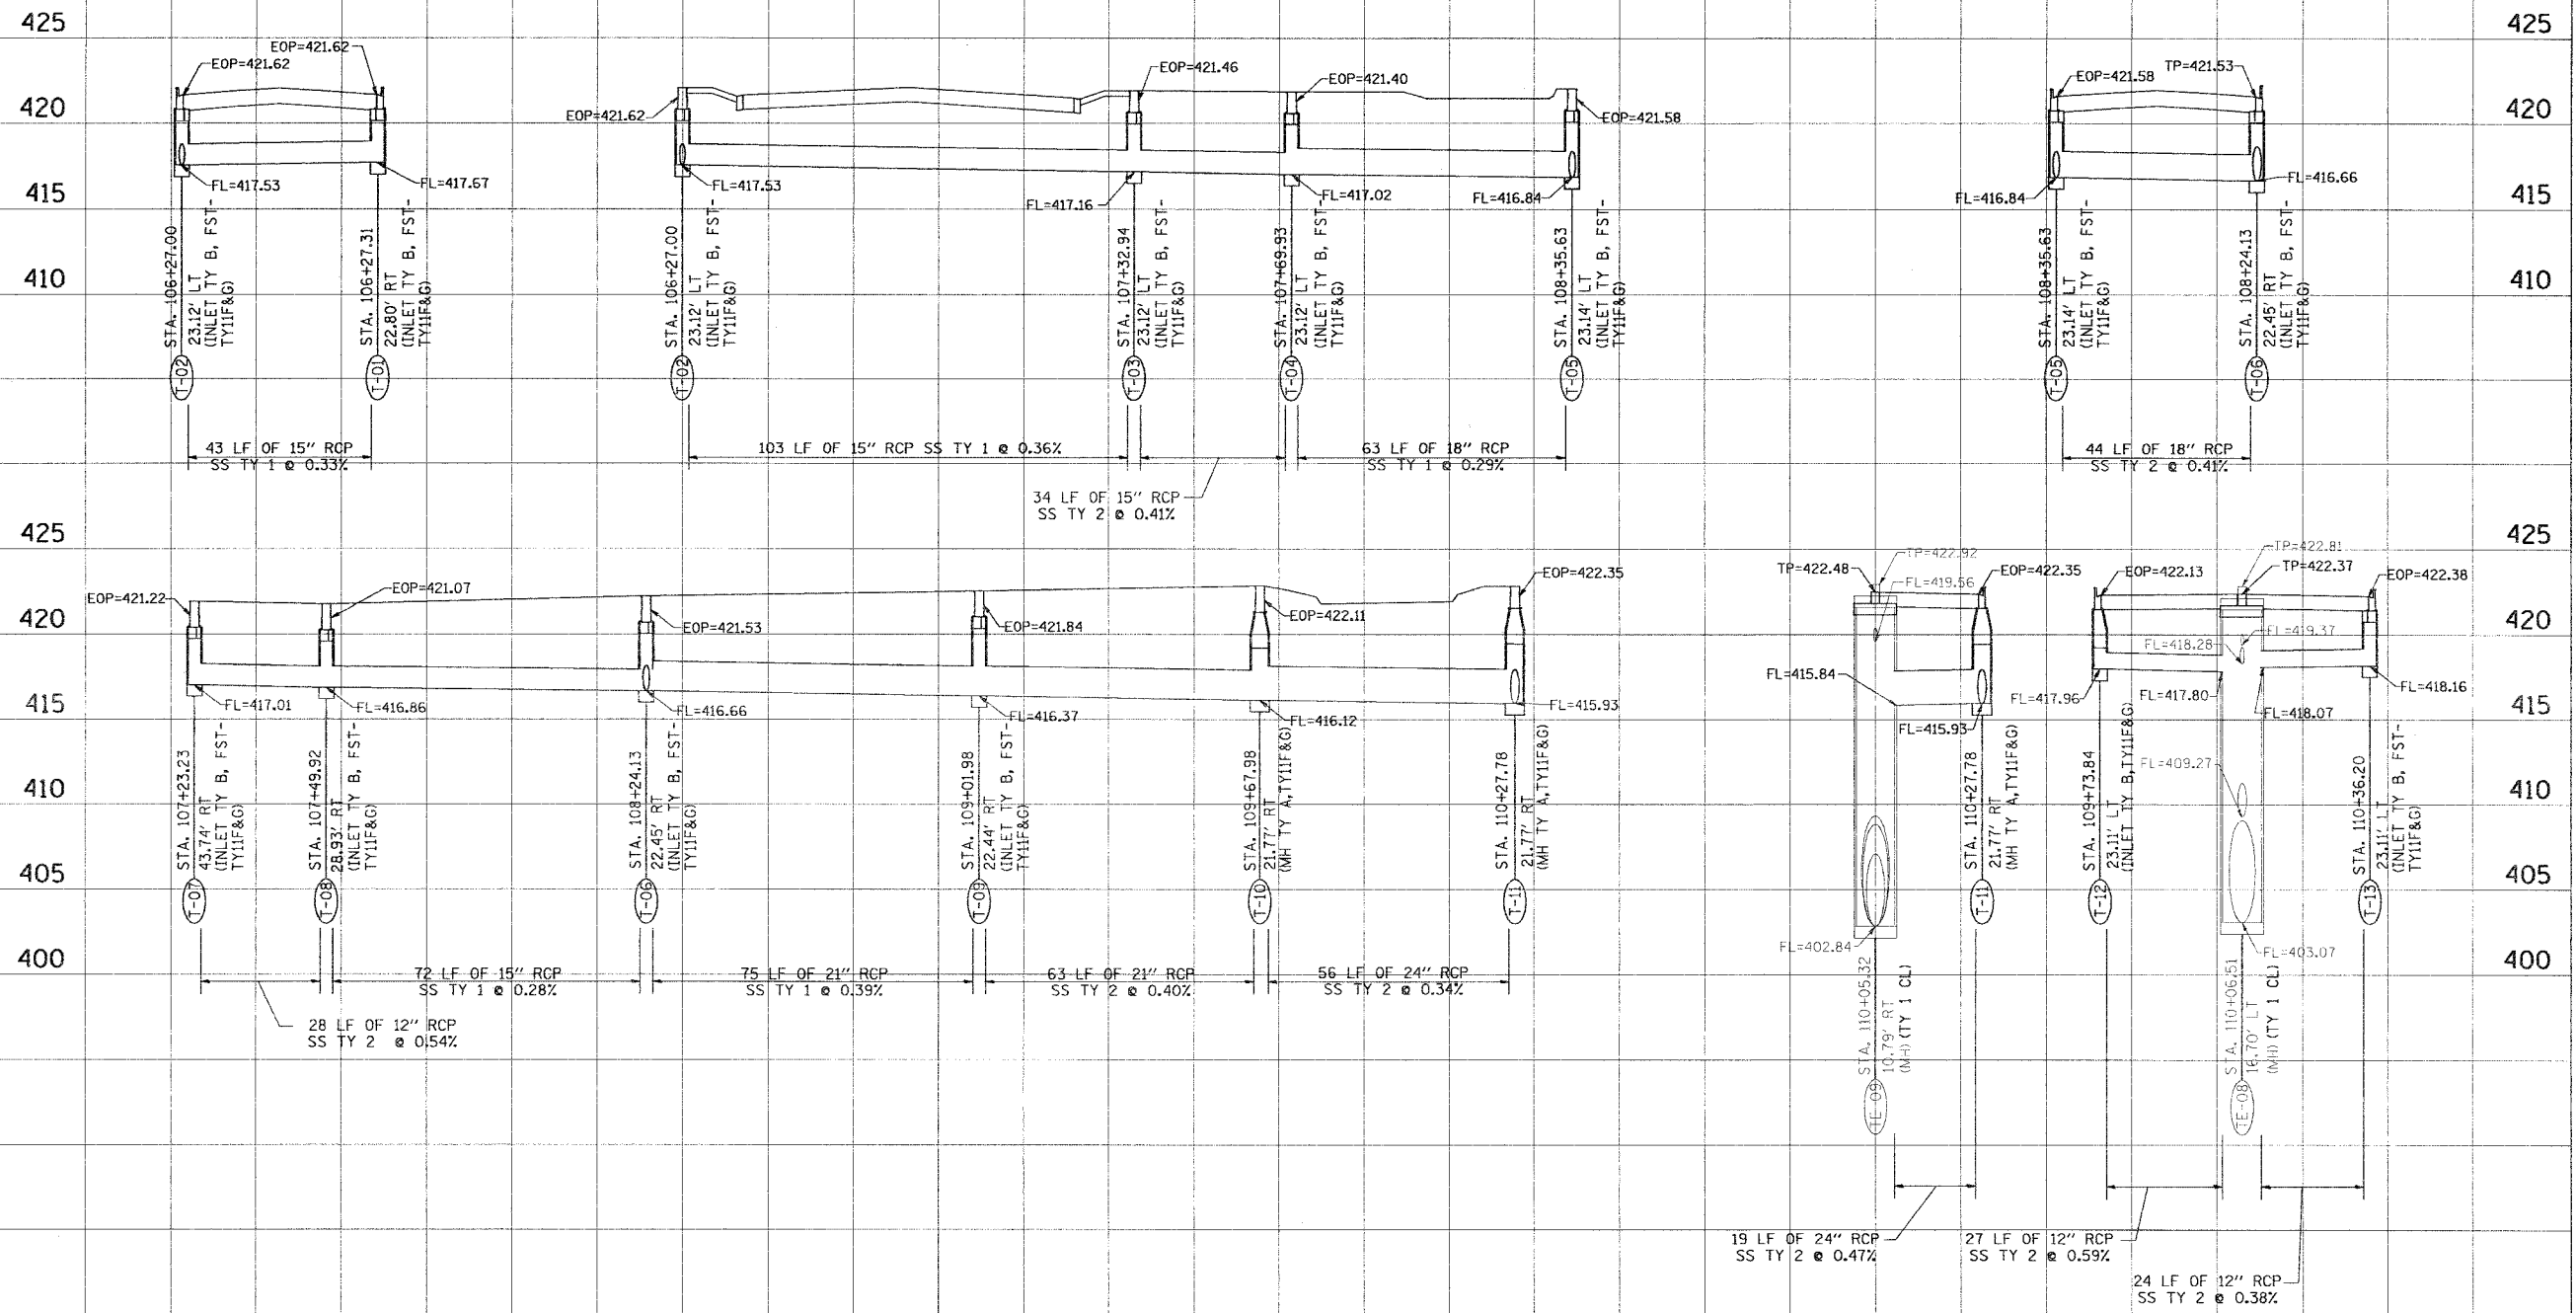 425
420
415
410
EOP=421.62
EOP=421.62
FL=417.53
FL=417.67
STA. 106+27.00
23.12' LT
(INLET TY B, FST-
TY11F&G)
T-02
STA. 106+27.31
22.80' RT
(INLET TY B, FST-
TY11F&G)
T-01
43 LF OF 15" RCP
SS TY 1 @ 0.33%
EOP=421.62
EOP=421.46
EOP=421.40
EOP=421.58
FL=417.53
FL=417.16
FL=417.02
FL=416.84
STA. 106+27.00
23.12' LT
(INLET TY B, FST-
TY11F&G)
T-02
STA. 107+32.94
23.12' LT
(INLET TY B, FST-
TY11F&G)
T-03
STA. 107+69.93
23.12' LT
(INLET TY B, FST-
TY11F&G)
T-04
STA. 108+35.63
23.14' LT
(INLET TY B, FST-
TY11F&G)
T-05
103 LF OF 15" RCP SS TY 1 @ 0.36%
34 LF OF 15" RCP
SS TY 2 @ 0.41%
63 LF OF 18" RCP
SS TY 1 @ 0.29%
EOP=421.58
TP=421.53
FL=416.84
FL=416.66
STA. 108+35.63
23.14' LT
(INLET TY B, FST-
TY11F&G)
T-05
STA. 108+24.13
22.45' RT
(INLET TY B, FST-
TY11F&G)
T-06
44 LF OF 18" RCP
SS TY 2 @ 0.41%
425
420
415
410
425
420
415
410
405
400
EOP=421.22
EOP=421.07
EOP=421.53
EOP=421.84
EOP=422.11
EOP=422.35
FL=417.01
FL=416.86
FL=416.66
FL=416.37
FL=416.12
FL=415.93
STA. 107+23.23
43.74' RT
(INLET TY B, FST-
TY11F&G)
T-07
STA. 107+49.92
28.93' RT
(INLET TY B, FST-
TY11F&G)
T-08
STA. 108+24.13
22.45' RT
(INLET TY B, FST-
TY11F&G)
T-06
STA. 109+01.98
22.44' RT
(INLET TY B, FST-
TY11F&G)
T-09
STA. 109+67.98
21.77' RT
(MH TY A,TY11F&G)
T-10
STA. 110+27.78
21.77' RT
(MH TY A,TY11F&G)
T-11
28 LF OF 12" RCP
SS TY 2 @ 0.54%
72 LF OF 15" RCP
SS TY 1 @ 0.28%
75 LF OF 21" RCP
SS TY 1 @ 0.39%
63 LF OF 21" RCP
SS TY 2 @ 0.40%
56 LF OF 24" RCP
SS TY 2 @ 0.34%
TP=422.92
TP=422.48
FL=419.56
EOP=422.35
FL=415.84
FL=415.93
FL=402.84
STA. 110+05.32
10.79' RT
(MH) (TY 1 CL)
TE-09
STA. 110+27.78
21.77' RT
(MH TY A,TY11F&G)
T-11
19 LF OF 24" RCP
SS TY 2 @ 0.47%
EOP=422.13
TP=422.81
TP=422.37
EOP=422.38
FL=419.37
FL=418.28
FL=417.96
FL=417.80
FL=418.16
FL=418.07
FL=409.27
FL=403.07
STA. 109+73.84
23.11' LT
(INLET TY B,TY11F&G)
T-12
STA. 110+06.51
16.70' LT
(MH) (TY 1 CL)
TE-08
STA. 110+36.20
23.11' LT
(INLET TY B, FST-
TY11F&G)
T-13
27 LF OF 12" RCP
SS TY 2 @ 0.59%
24 LF OF 12" RCP
SS TY 2 @ 0.38%
425
420
415
410
405
400